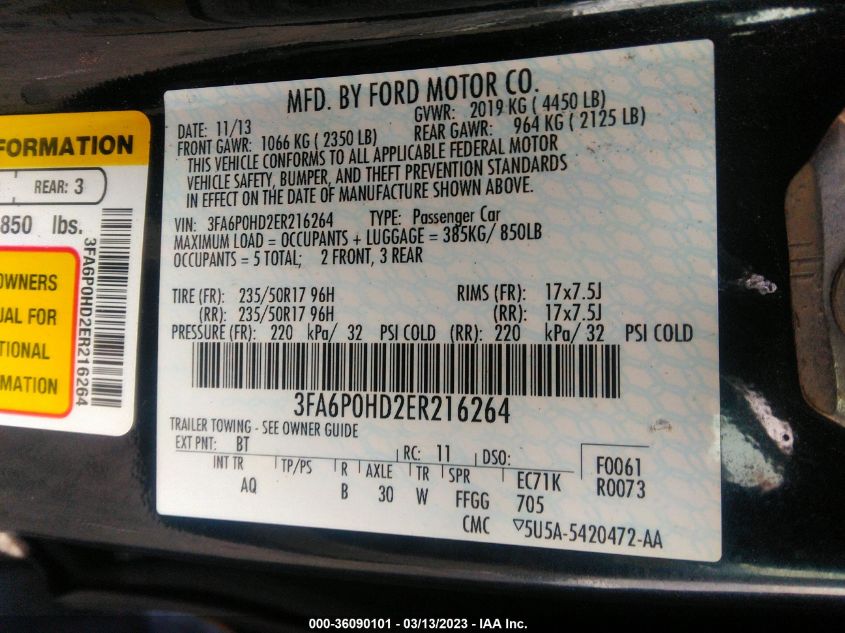 FORMATION
REAR: 3
850 lbs.
OWNERS
UAL FOR
TIONAL
RMATION
3FA6P0HD2ER216264
MFD. BY FORD MOTOR CO.
DATE: 11/13 GVWR: 2019 KG ( 4450 LB)
FRONT GAWR: 1066 KG ( 2350 LB) REAR GAWR: 964 KG ( 2125 LB)
THIS VEHICLE CONFORMS TO ALL APPLICABLE FEDERAL MOTOR
VEHICLE SAFETY, BUMPER, AND THEFT PREVENTION STANDARDS
IN EFFECT ON THE DATE OF MANUFACTURE SHOWN ABOVE.
VIN: 3FA6P0HD2ER216264 TYPE: Passenger Car
MAXIMUM LOAD = OCCUPANTS + LUGGAGE = 385KG/ 850LB
OCCUPANTS = 5 TOTAL; 2 FRONT, 3 REAR
TIRE (FR): 235/50R17 96H RIMS (FR): 17x7.5J
(RR): 235/50R17 96H (RR): 17x7.5J
PRESSURE (FR): 220 kPa/ 32 PSI COLD (RR): 220 kPa/ 32 PSI COLD
3FA6P0HD2ER216264
TRAILER TOWING - SEE OWNER GUIDE
EXT PNT: BT RC: 11 DSO: F0061
INT TR TP/PS R AXLE TR SPR EC71K R0073
AQ B 30 W FFGG 705
CMC ▽5U5A-5420472-AA
000-36090101 - 03/13/2023 - IAA Inc.